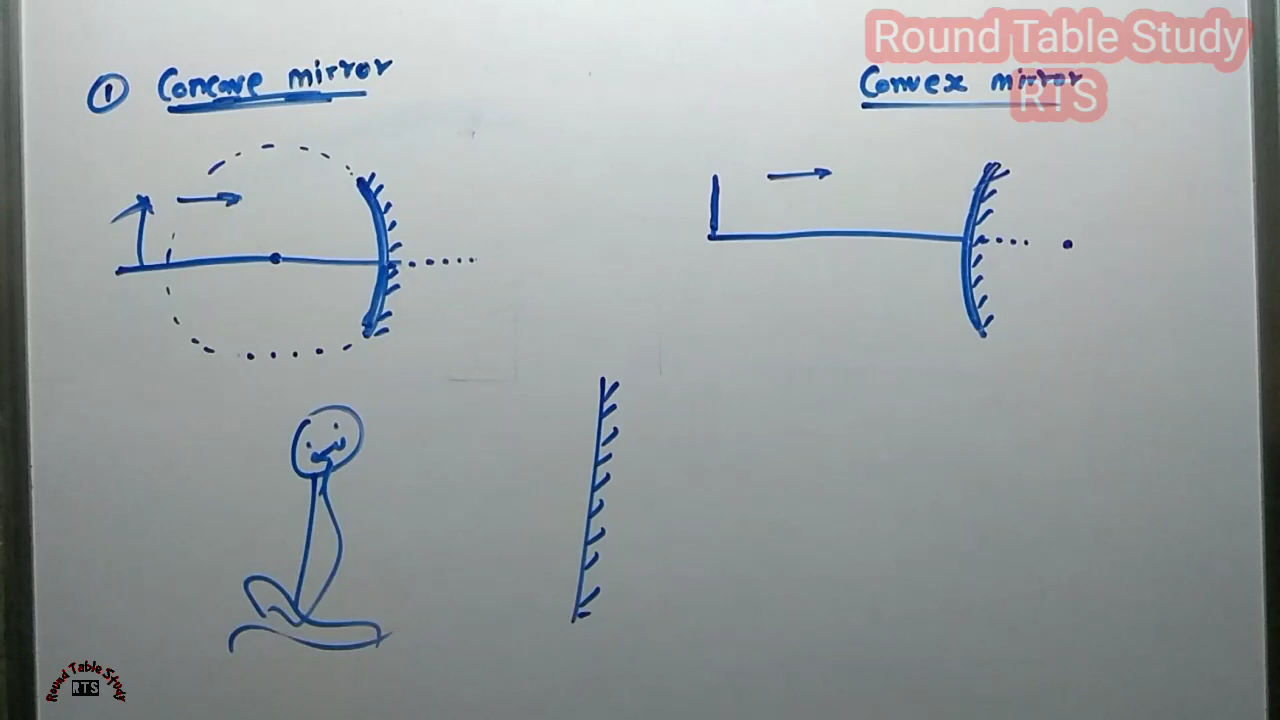 Round Table Study
RTS
① Concave mirror
Convex mirror
Round Table Study
RTS